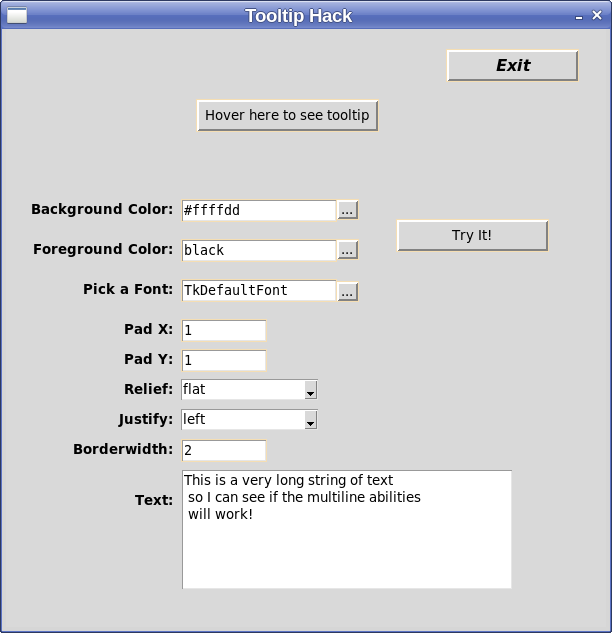 Tooltip Hack
Exit
Hover here to see tooltip
Background Color: #ffffdd ...
Foreground Color: black ...
Try It!
Pick a Font: TkDefaultFont ...
Pad X: 1
Pad Y: 1
Relief: flat
Justify: left
Borderwidth: 2
Text:
This is a very long string of text
so I can see if the multiline abilities
will work!